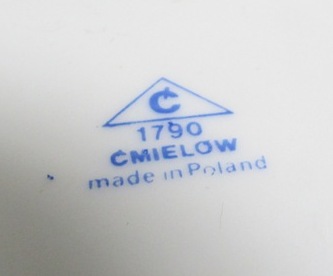 Ć
1790
ĆMIELÓW
made in Poland